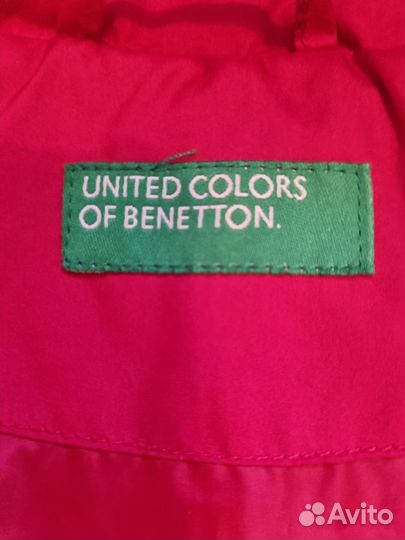 UNITED COLORS
OF BENETTON.
Avito